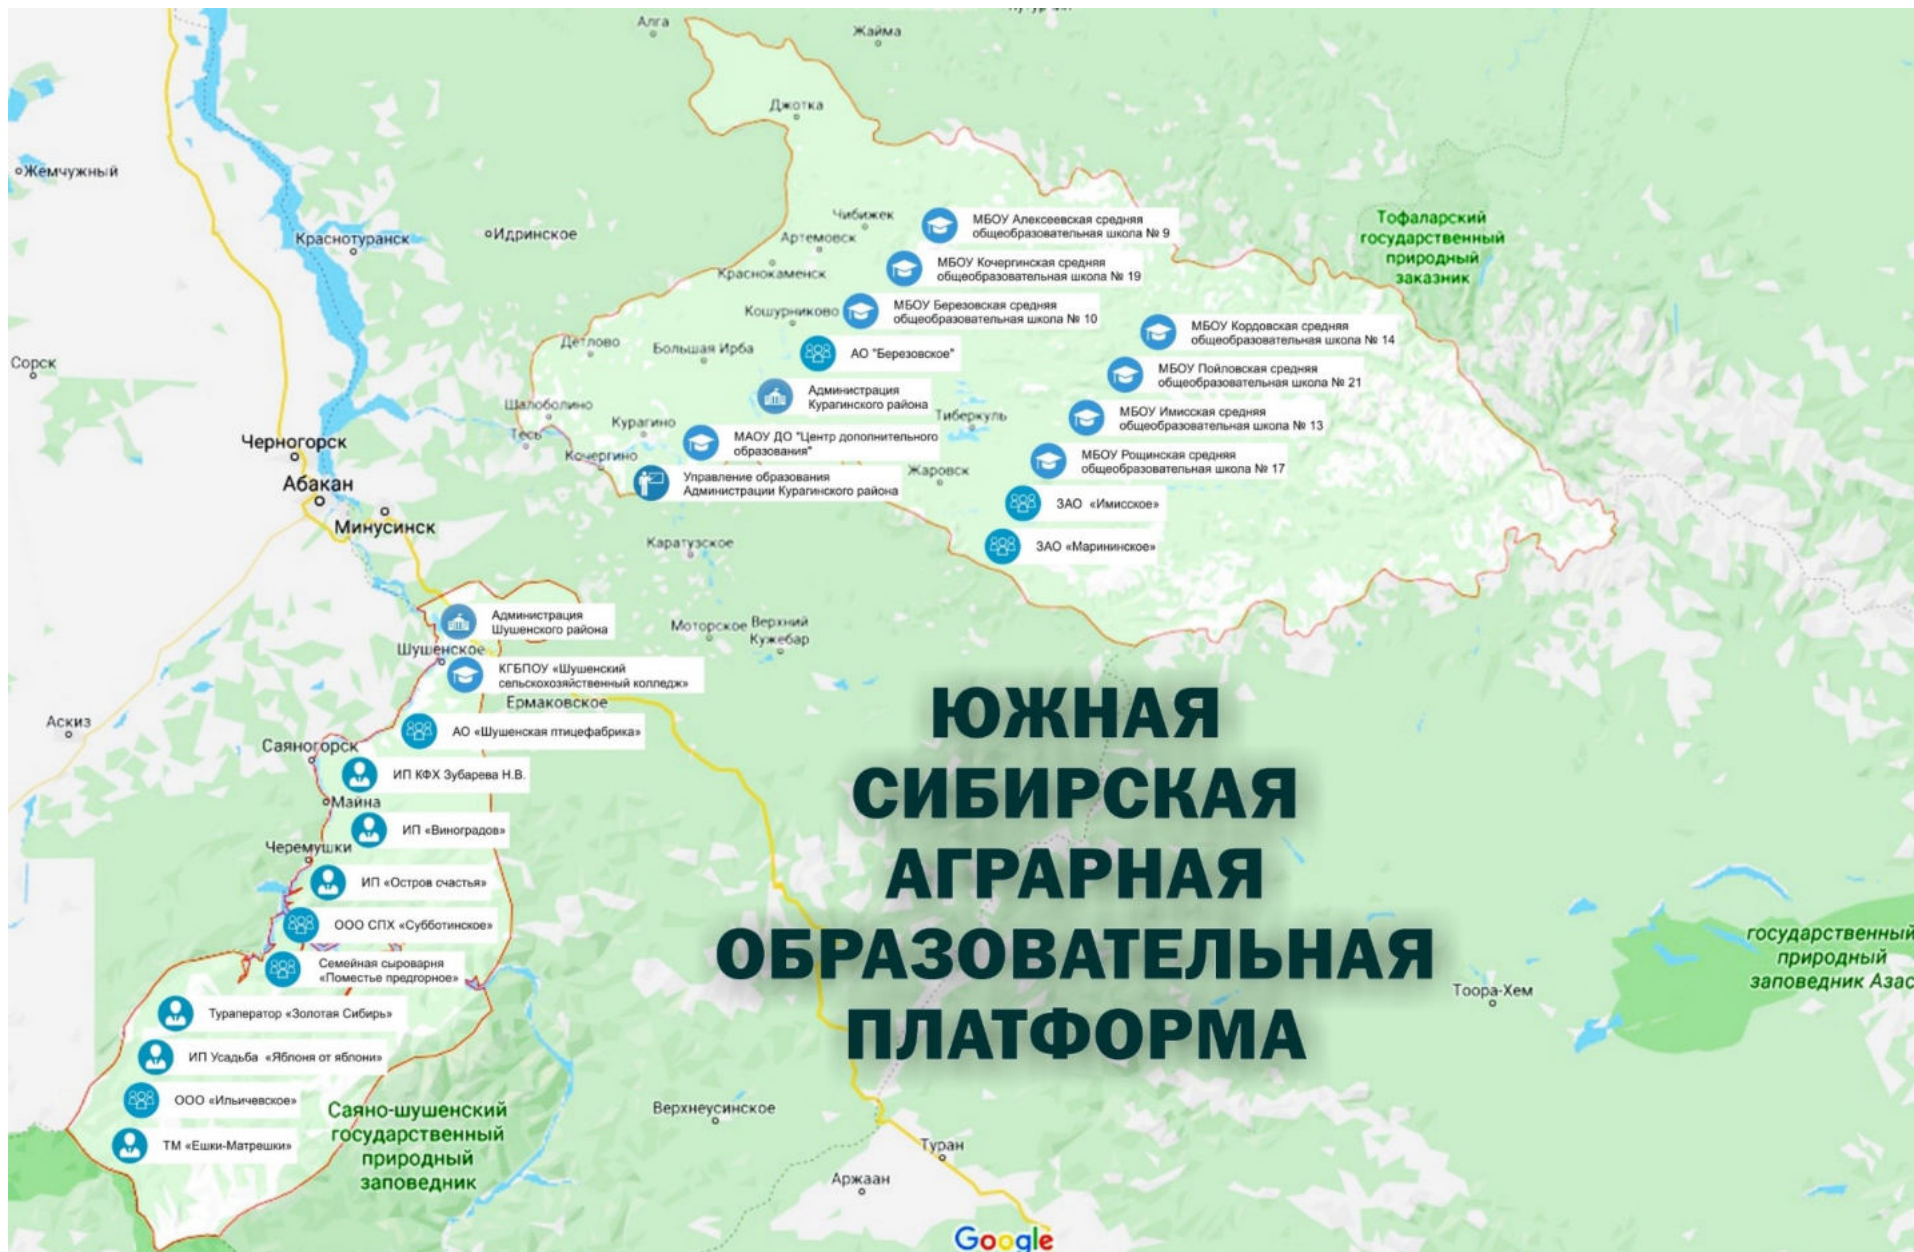 Алга
Жайма
Джотка
Жемчужный
Чибижек
МБОУ Алексеевская средняя
общеобразовательная школа № 9
Тофаларский
государственный
природный
заказник
Краснотуранск
Идринское
Артемовск
Краснокаменск
МБОУ Кочергинская средняя
общеобразовательная школа № 19
Кошурниково
МБОУ Березовская средняя
общеобразовательная школа № 10
МБОУ Кордовская средняя
общеобразовательная школа № 14
Детлово
Большая Ирба
АО "Березовское"
Сорск
МБОУ Пойловская средняя
общеобразовательная школа № 21
Администрация
Курагинского района
Шалоболино
Тиберкуль
МБОУ Имисская средняя
общеобразовательная школа № 13
Курагино
Тесь
МАОУ ДО "Центр дополнительного
образования"
Черногорск
Кочергино
Жаровск
МБОУ Рощинская средняя
общеобразовательная школа № 17
Абакан
Управление образования
Администрации Курагинского района
ЗАО «Имисское»
Минусинск
Каратузское
ЗАО «Марининское»
Администрация
Шушенского района
Моторское
Верхний
Кужебар
Шушенское
КГБПОУ «Шушенский
сельскохозяйственный колледж»
Ермаковское
Аскиз
АО «Шушенская птицефабрика»
Саяногорск
ИП КФХ Зубарева Н.В.
Майна
ИП «Виноградов»
Черемушки
ИП «Остров счастья»
ООО СПХ «Субботинское»
Семейная сыроварня
«Поместье предгорное»
Тураператор «Золотая Сибирь»
ИП Усадьба «Яблоня от яблони»
ООО «Ильичевское»
ТМ «Ешки-Матрешки»
Саяно-шушенский
государственный
природный
заповедник
ЮЖНАЯ
СИБИРСКАЯ
АГРАРНАЯ
ОБРАЗОВАТЕЛЬНАЯ
ПЛАТФОРМА
государственный
природный
заповедник Азас
Тоора-Хем
Верхнеусинское
Туран
Аржаан
Google